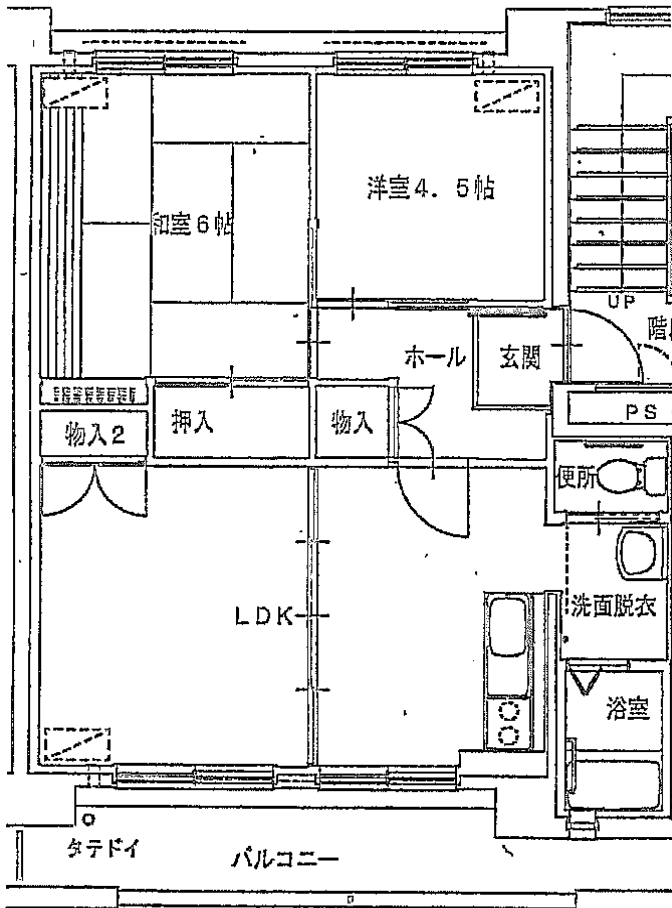 洋室4．5帖
和室6帖
UP
階段
ホール
玄関
物入2
押入
物入
PS
便所
LDK
洗面脱衣
浴室
タテドイ
バルコニー